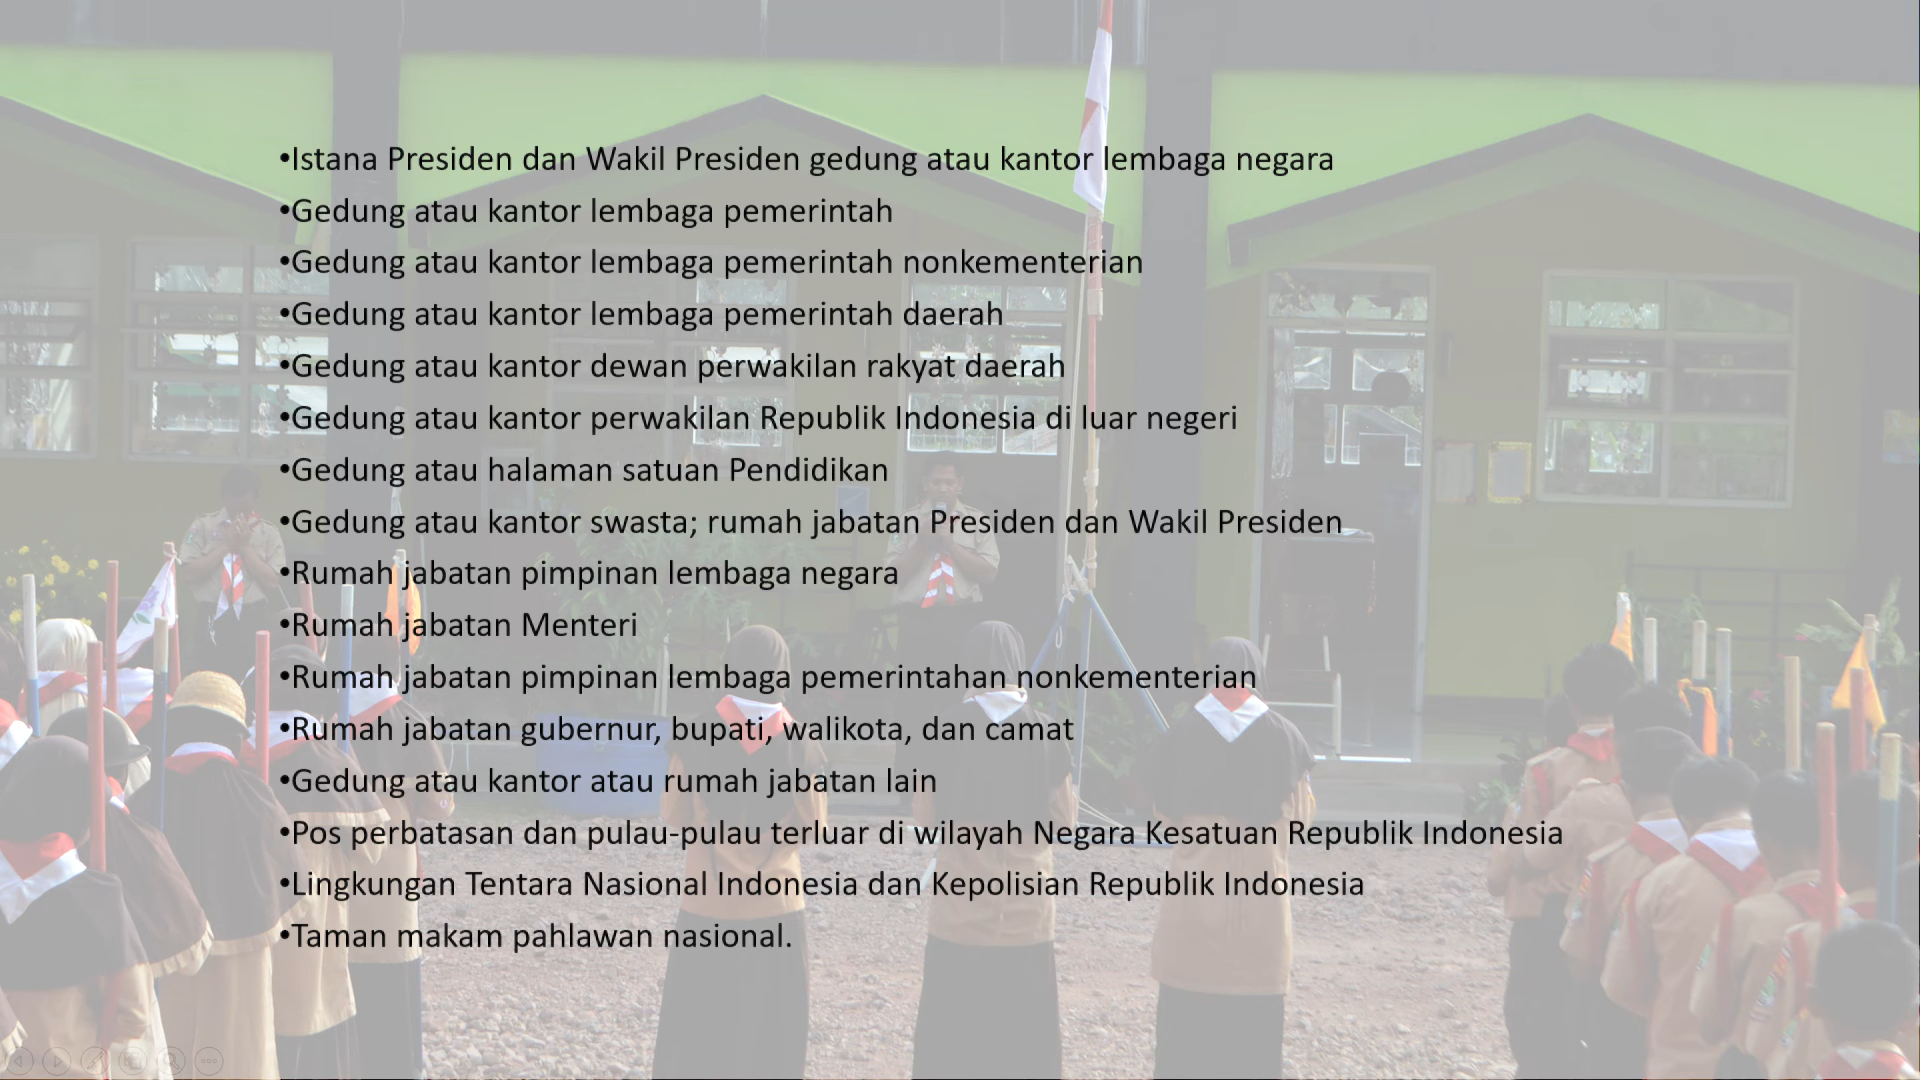 •Istana Presiden dan Wakil Presiden gedung atau kantor lembaga negara
•Gedung atau kantor lembaga pemerintah
•Gedung atau kantor lembaga pemerintah nonkementerian
•Gedung atau kantor lembaga pemerintah daerah
•Gedung atau kantor dewan perwakilan rakyat daerah
•Gedung atau kantor perwakilan Republik Indonesia di luar negeri
•Gedung atau halaman satuan Pendidikan
•Gedung atau kantor swasta; rumah jabatan Presiden dan Wakil Presiden
•Rumah jabatan pimpinan lembaga negara
•Rumah jabatan Menteri
•Rumah jabatan pimpinan lembaga pemerintahan nonkementerian
•Rumah jabatan gubernur, bupati, walikota, dan camat
•Gedung atau kantor atau rumah jabatan lain
•Pos perbatasan dan pulau-pulau terluar di wilayah Negara Kesatuan Republik Indonesia
•Lingkungan Tentara Nasional Indonesia dan Kepolisian Republik Indonesia
•Taman makam pahlawan nasional.